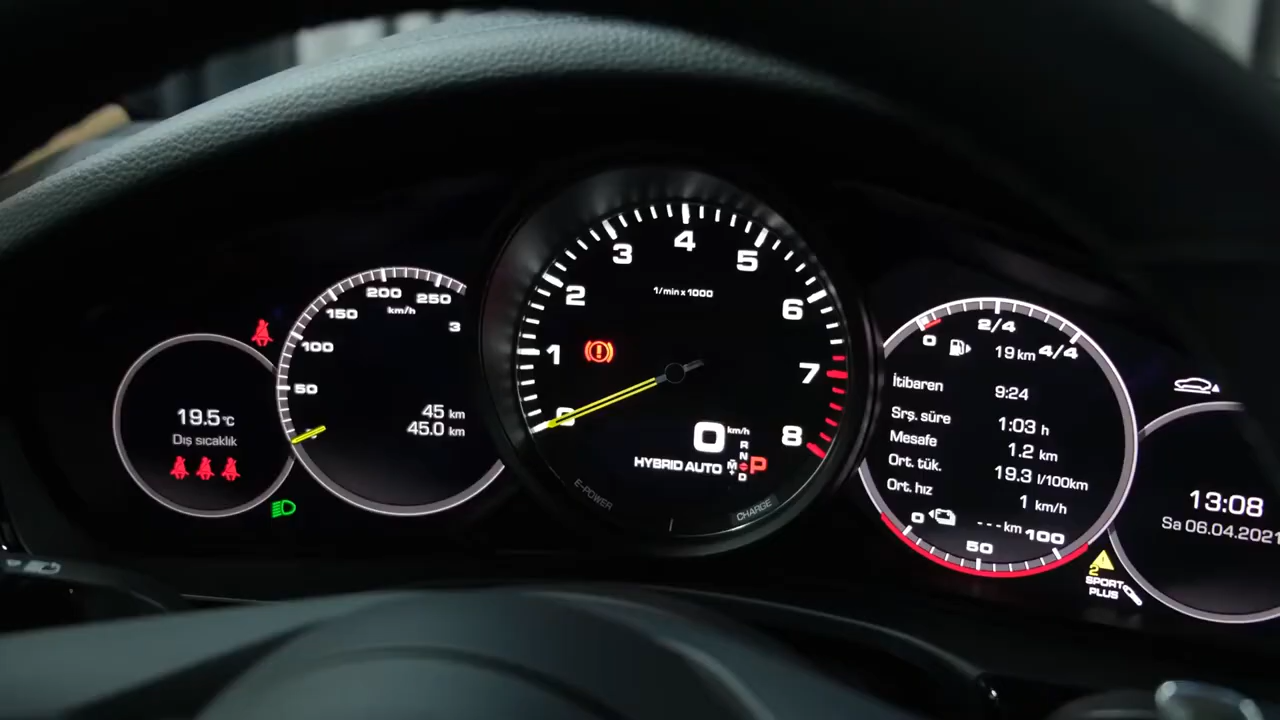 19.5°C
Dış sıcaklık
50
100
150
200
250
km/h
3
45 km
45.0 km
0
1
2
3
4
5
6
7
8
1/min x 1000
0 km/h
HYBRID AUTO
R
N
M
+
D
P
E-POWER
CHARGE
0
2/4
4/4
19 km
İtibaren 9:24
Srş. süre 1:03 h
Mesafe 1.2 km
Ort. tük. 19.3 l/100km
Ort. hız 1 km/h
0
---km
50
100
2
SPORT
PLUS
13:08
Sa 06.04.2021